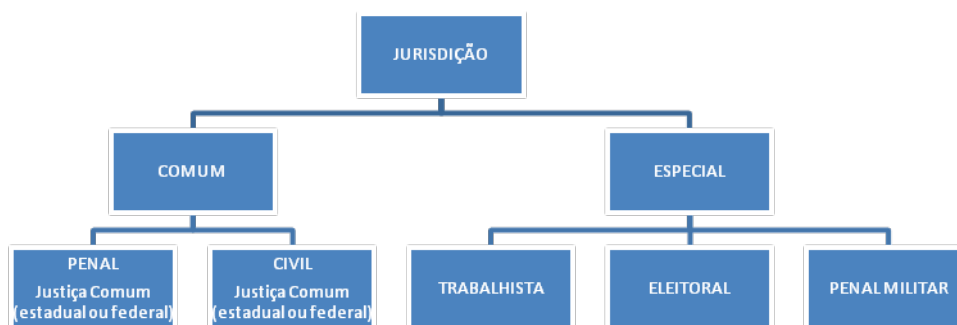 JURISDIÇÃO
COMUM
ESPECIAL
PENAL
Justiça Comum
(estadual ou federal)
CIVIL
Justiça Comum
(estadual ou federal)
TRABALHISTA
ELEITORAL
PENAL MILITAR